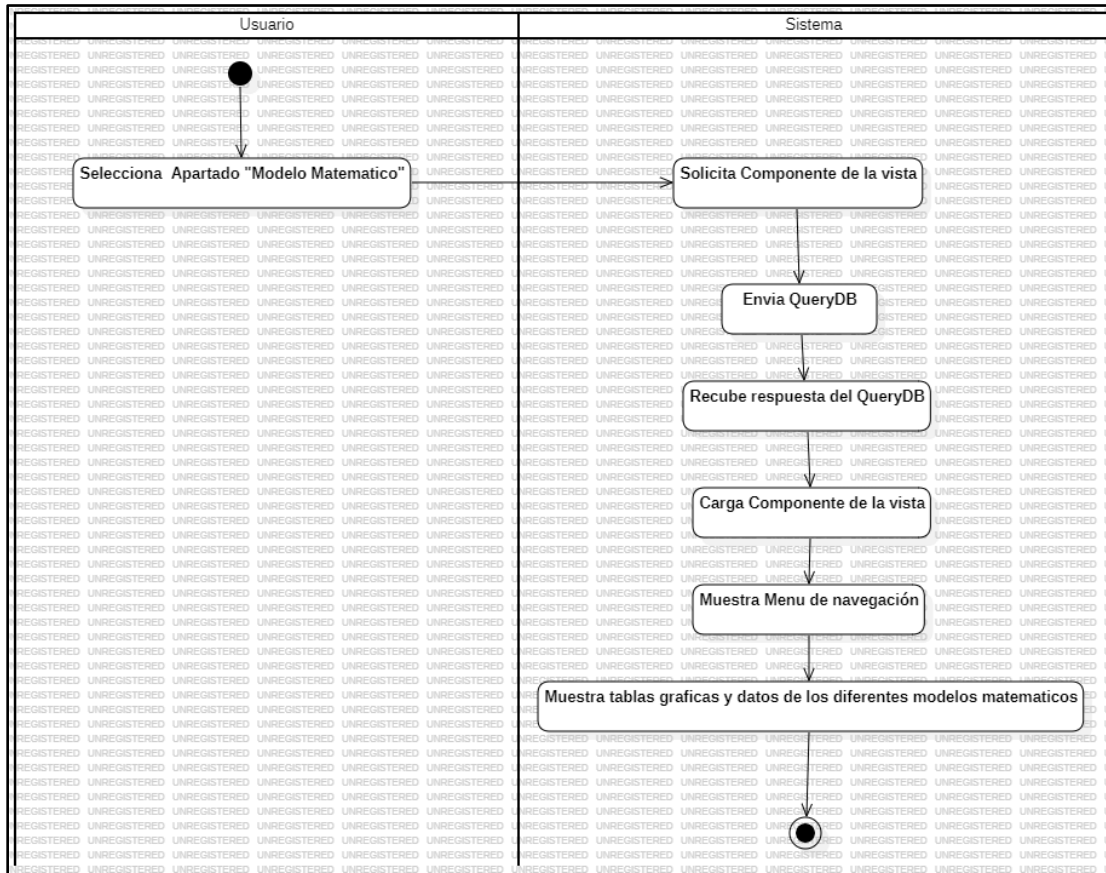 Usuario
Sistema
Selecciona  Apartado "Modelo Matematico"
Solicita Componente de la vista
Envia QueryDB
Recube respuesta del QueryDB
Carga Componente de la vista
Muestra Menu de navegación
Muestra tablas graficas y datos de los diferentes modelos matematicos
UNREGISTERED